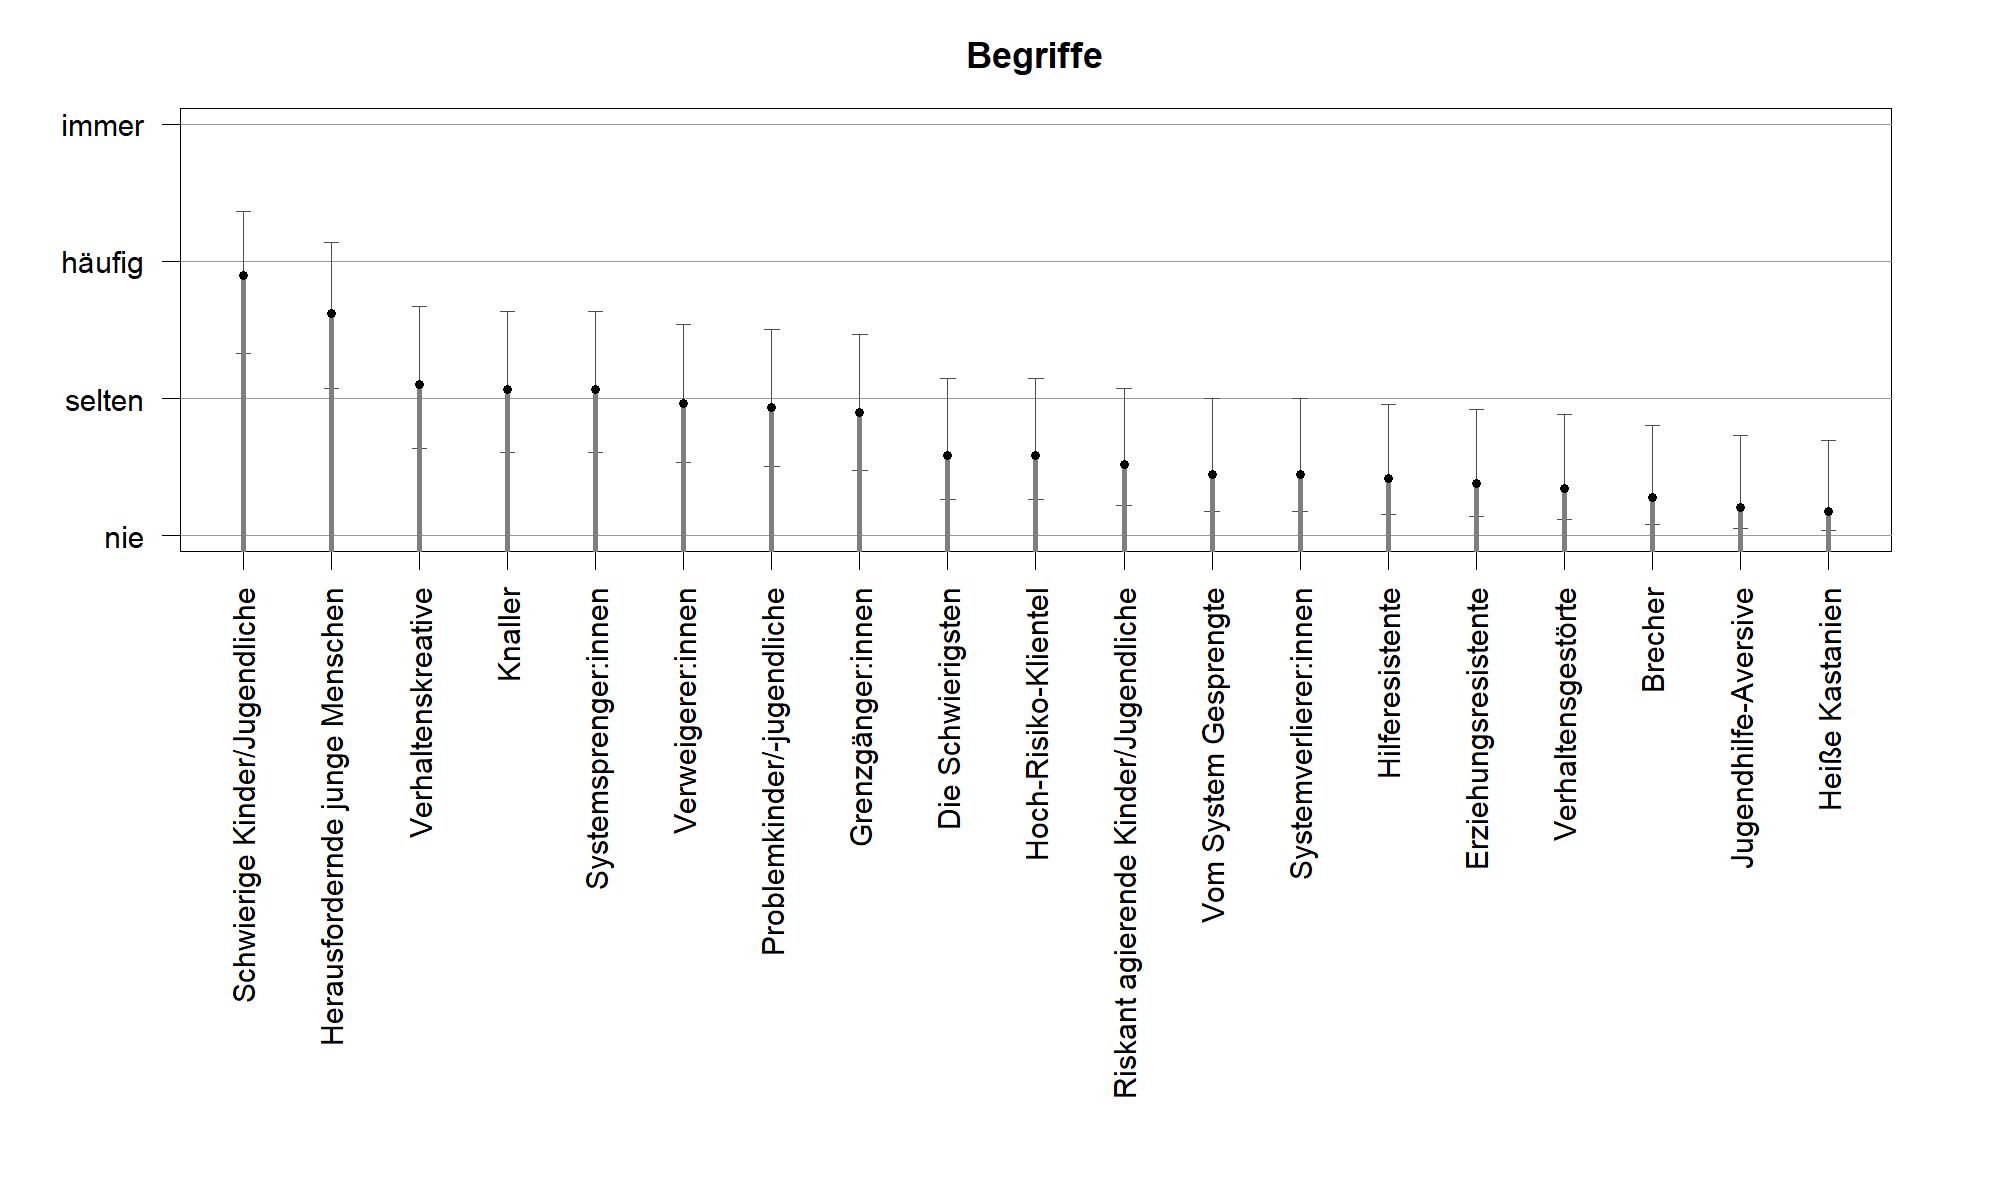 Begriffe
immer
häufig
selten
nie
Schwierige Kinder/Jugendliche
Herausfordernde junge Menschen
Verhaltenskreative
Knaller
Systemsprenger:innen
Verweigerer:innen
Problemkinder/-jugendliche
Grenzgänger:innen
Die Schwierigsten
Hoch-Risiko-Klientel
Riskant agierende Kinder/Jugendliche
Vom System Gesprengte
Systemverlierer:innen
Hilferesistente
Erziehungsresistente
Verhaltensgestörte
Brecher
Jugendhilfe-Aversive
Heiße Kastanien